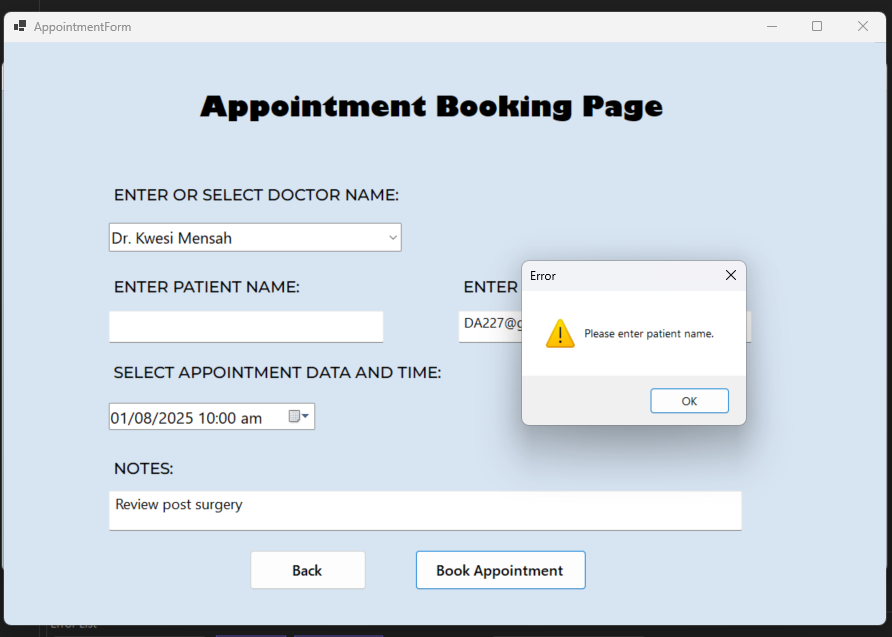 AppointmentForm
Appointment Booking Page
ENTER OR SELECT DOCTOR NAME:
Dr. Kwesi Mensah
ENTER PATIENT NAME:
ENTER
DA227@g
Error
Please enter patient name.
OK
SELECT APPOINTMENT DATA AND TIME:
01/08/2025 10:00 am
NOTES:
Review post surgery
Back
Book Appointment
Error List